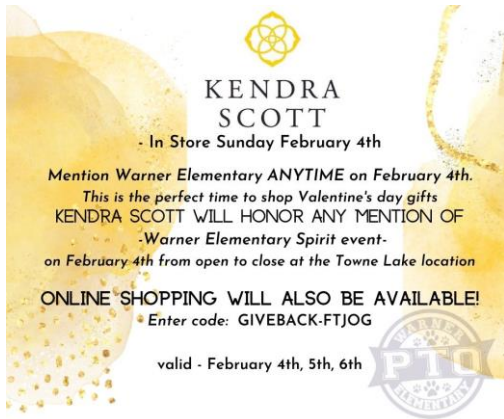 KENDRA
SCOTT
- In Store Sunday February 4th
Mention Warner Elementary ANYTIME on February 4th.
This is the perfect time to shop Valentine's day gifts
KENDRA SCOTT WILL HONOR ANY MENTION OF
-Warner Elementary Spirit event-
on February 4th from open to close at the Towne Lake location
ONLINE SHOPPING WILL ALSO BE AVAILABLE!
Enter code: GIVEBACK-FTJOG
valid - February 4th, 5th, 6th
WARNER
PTO
ELEMENTARY